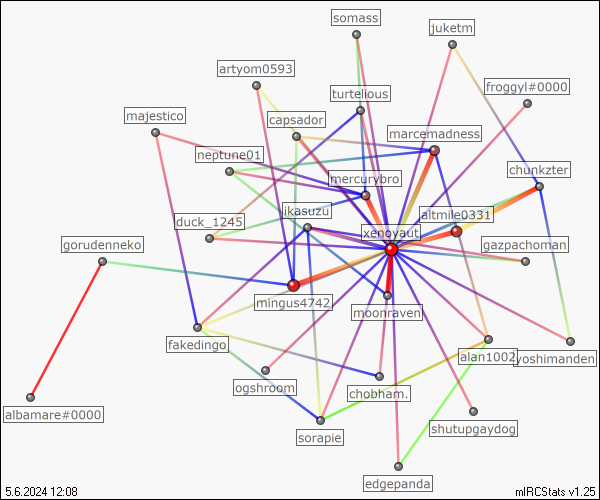 somass
juketm
artyom0593
froggyl#0000
turtelious
majestico
capsador
marcemadness
neptune01
chunkzter
mercurybro
ikasuzu
altmile0331
duck_1245
xenoyaut
gorudenneko
gazpachoman
mingus4742
moonraven
fakedingo
alan1002
yoshimanden
ogshroom
chobham.
albamare#0000
shutupgaydog
sorapie
edgepanda
5.6.2024 12:08
mIRCStats v1.25